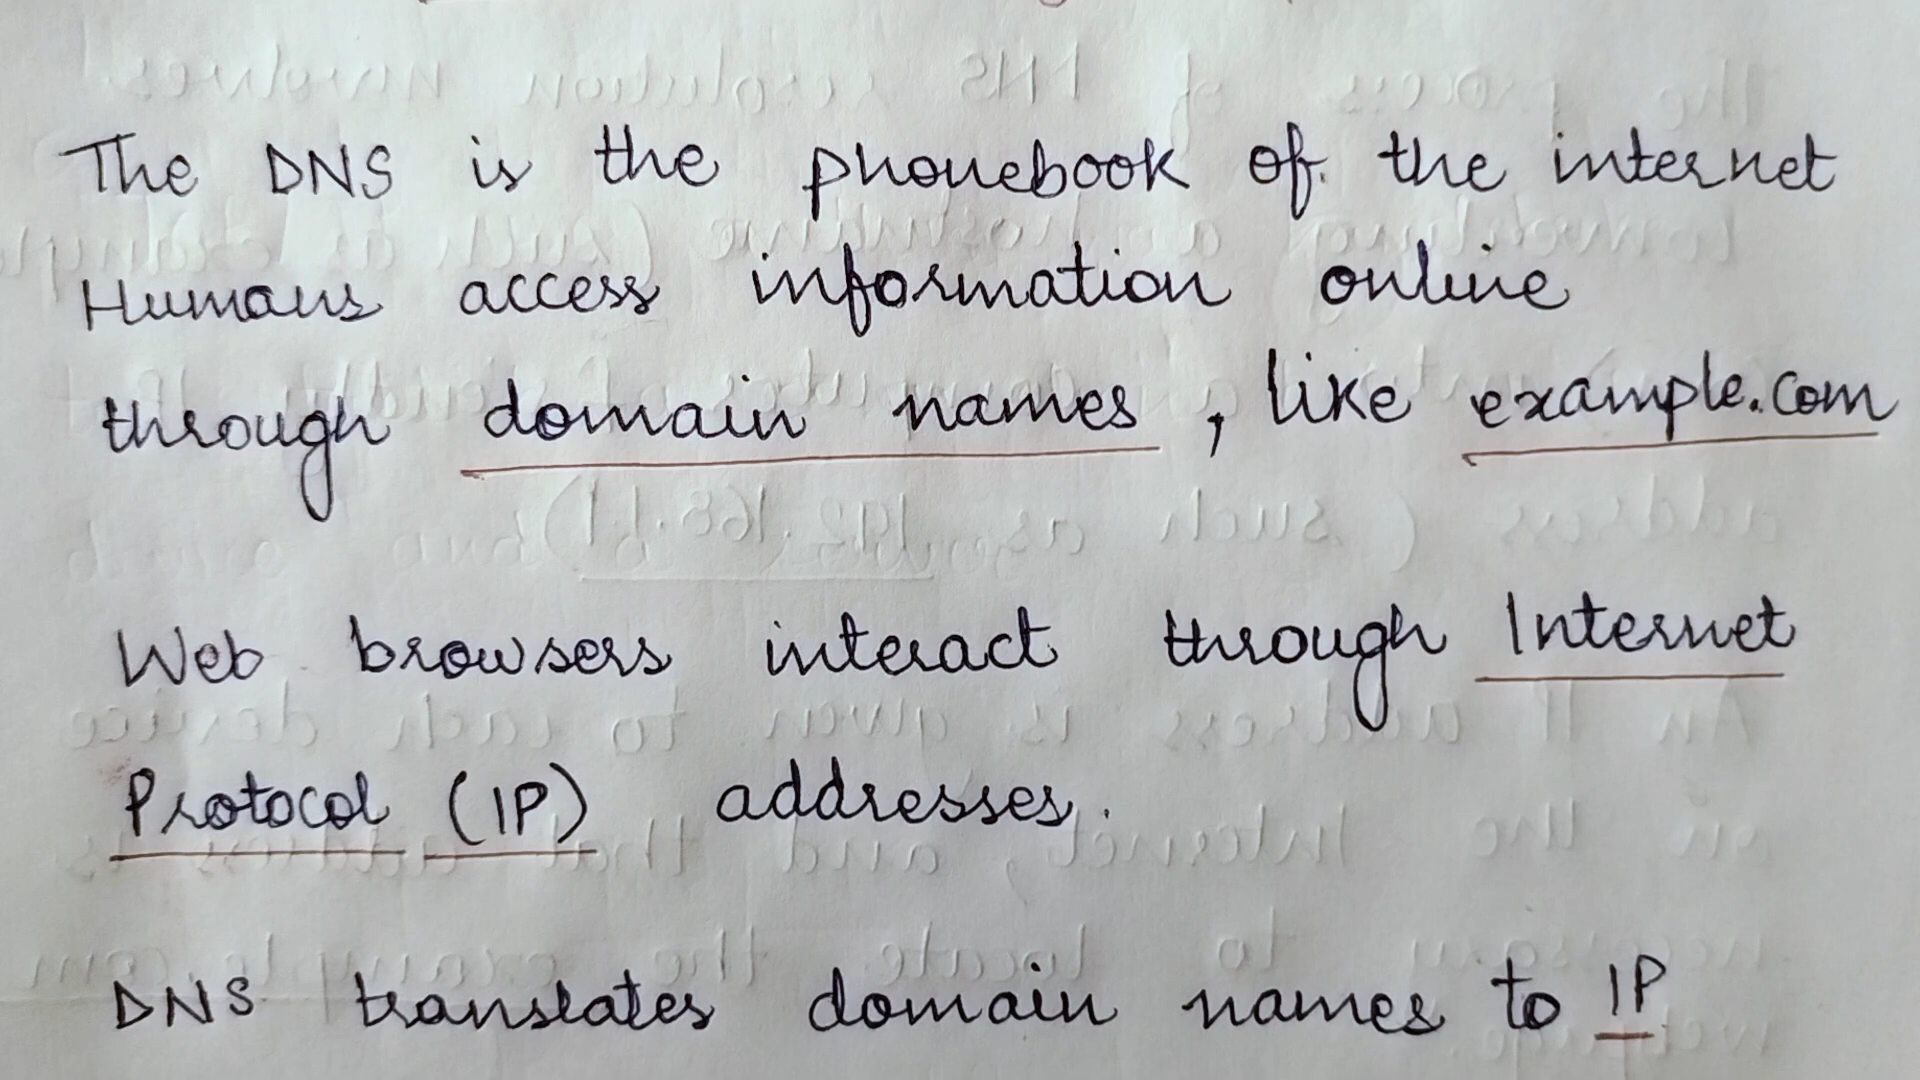 The DNS is the phonebook of the internet
Humans access information online
through domain names , like example.com
Web browsers interact through Internet
Protocol (IP) addresses.
DNS translates domain names to IP